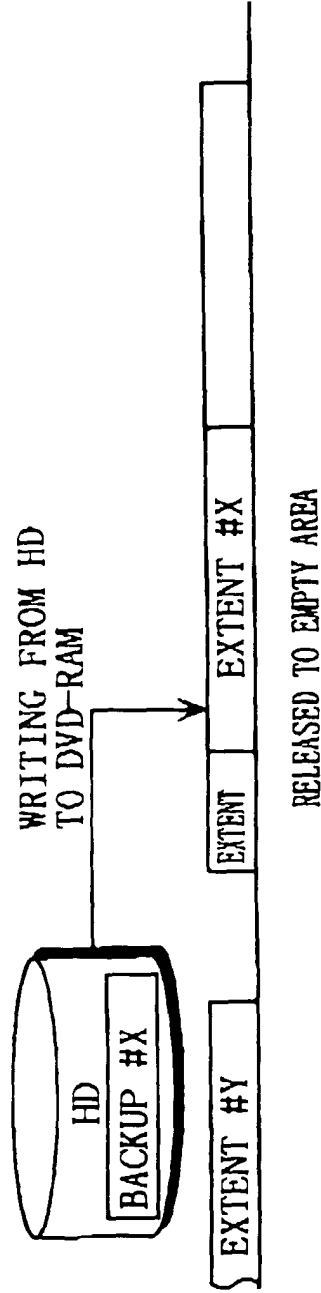 WRITING FROM HD
TO DVD-RAM
HD
BACKUP #X
EXTENT #Y
EXTENT
EXTENT #X
RELEASED TO EMPTY AREA